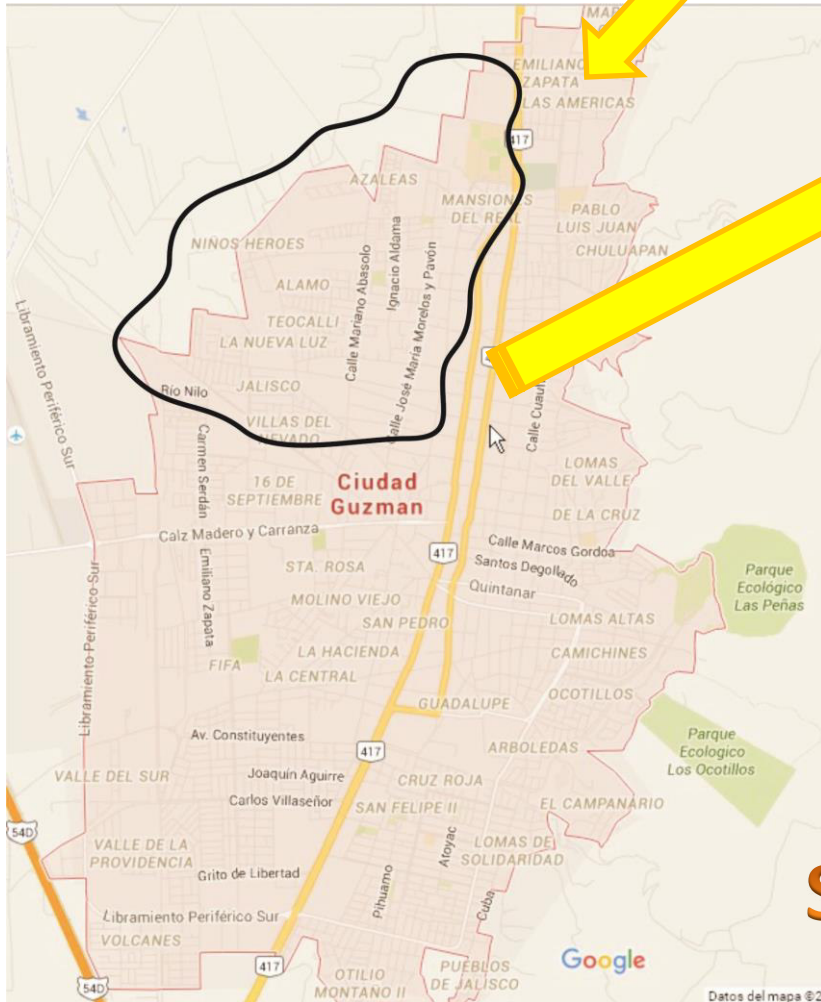 MAR
EMILIANO
ZAPATA
LAS AMERICAS
417
AZALEAS
MANSIONES
DEL REAL
PABLO
LUIS JUAN
CHULUAPAN
NIÑOS HEROES
Calle Mariano Abasolo
Ignacio Aldama
Calle José María Morelos y Pavón
ALAMO
TEOCALLI
LA NUEVA LUZ
Libramiento Periférico Sur
Río Nilo
JALISCO
VILLAS DEL
NEVADO
Calle Cuauh
Carmen Serdán
16 DE
SEPTIEMBRE
Ciudad
Guzman
LOMAS
DEL VALLE
DE LA CRUZ
Calz Madero y Carranza
417
Calle Marcos Gordoa
Santos Degollado
Quintanar
Parque
Ecológico
Las Peñas
Emiliano Zapata
STA. ROSA
MOLINO VIEJO
SAN PEDRO
LOMAS ALTAS
Libramiento Periférico Sur
FIFA
LA HACIENDA
LA CENTRAL
CAMICHINES
OCOTILLOS
GUADALUPE
Av. Constituyentes
417
ARBOLEDAS
Parque
Ecologico
Los Ocotillos
VALLE DEL SUR
Joaquín Aguirre
CRUZ ROJA
Carlos Villaseñor
SAN FELIPE II
EL CAMPANARIO
54D
VALLE DE LA
PROVIDENCIA
Atoyac
LOMAS DE
SOLIDARIDAD
Grito de Libertad
Pihuamo
Cuba
S
Libramiento Periférico Sur
VOLCANES
417
54D
OTILIO
MONTAÑO II
PUEBLOS
DE JALISCO
Google
Datos del mapa ©2